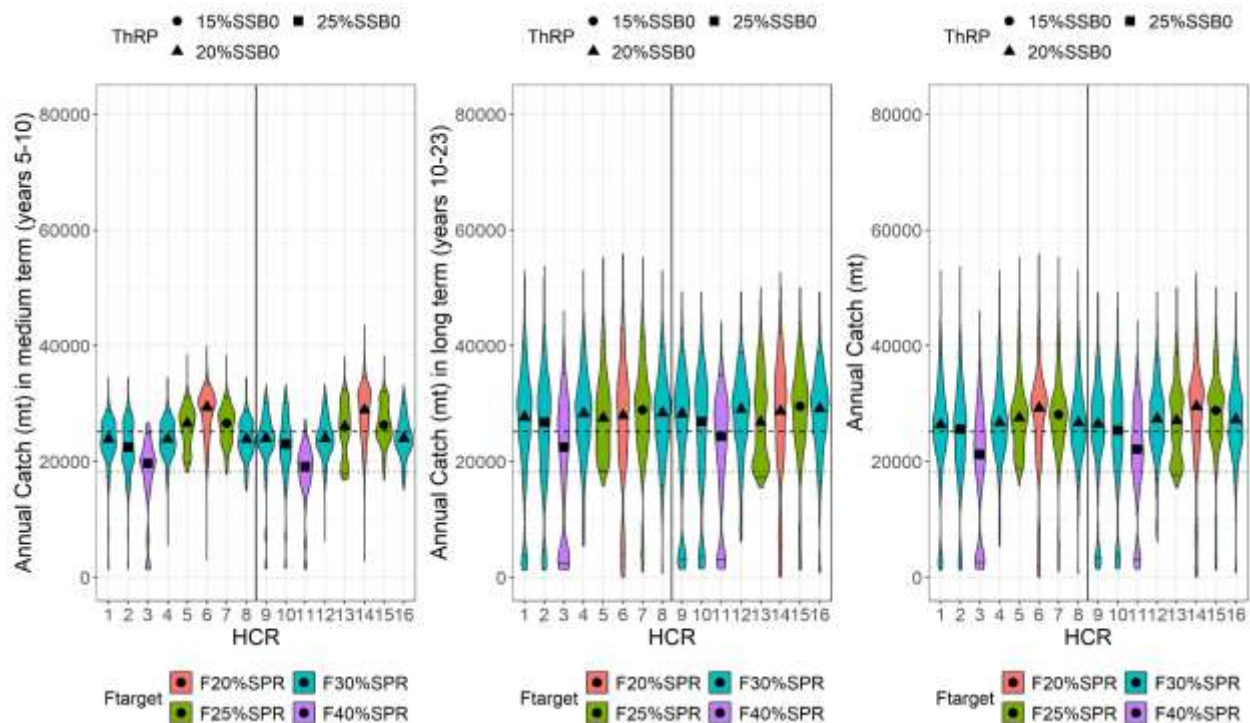 ThRP ● 15%SSB0 ■ 25%SSB0
▲ 20%SSB0
Annual Catch (mt) in medium term (years 5-10)
80000
60000
40000
20000
0
1 2 3 4 5 6 7 8 9 10 11 12 13 14 15 16
HCR
Ftarget F20%SPR F30%SPR
F25%SPR F40%SPR
ThRP ● 15%SSB0 ■ 25%SSB0
▲ 20%SSB0
Annual Catch (mt) in long term (years 10-23)
80000
60000
40000
20000
0
1 2 3 4 5 6 7 8 9 10 11 12 13 14 15 16
HCR
Ftarget F20%SPR F30%SPR
F25%SPR F40%SPR
ThRP ● 15%SSB0 ■ 25%SSB0
▲ 20%SSB0
Annual Catch (mt)
80000
60000
40000
20000
0
1 2 3 4 5 6 7 8 9 10 11 12 13 14 15 16
HCR
Ftarget F20%SPR F30%SPR
F25%SPR F40%SPR